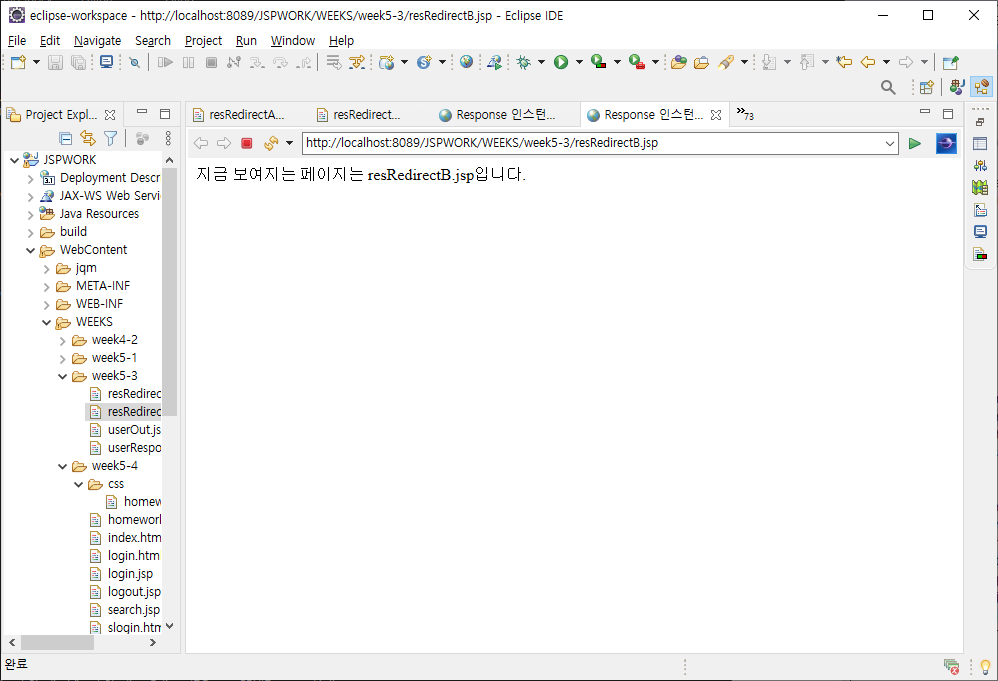 eclipse-workspace - http://localhost:8089/JSPWORK/WEEKS/week5-3/resRedirectB.jsp - Eclipse IDE
File Edit Navigate Search Project Run Window Help
Project Expl...
resRedirectA...
resRedirect...
Response 인스턴...
Response 인스턴...
73
http://localhost:8089/JSPWORK/WEEKS/week5-3/resRedirectB.jsp
지금 보여지는 페이지는 resRedirectB.jsp입니다.
JSPWORK
Deployment Descr
JAX-WS Web Servi
Java Resources
build
WebContent
jqm
META-INF
WEB-INF
WEEKS
week4-2
week5-1
week5-3
resRedirec
resRedirec
userOut.js
userRespo
week5-4
css
homew
homework
index.htm
login.htm
login.jsp
logout.jsp
search.jsp
slogin.htm
완료